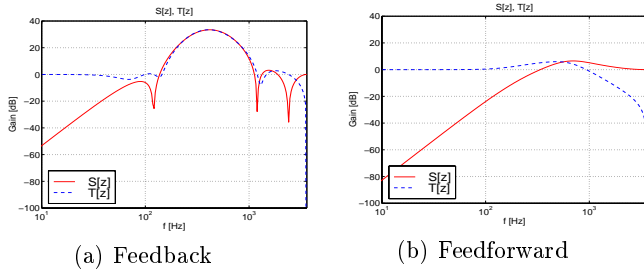 S[z], T[z]
40
20
0
−20
−40
−60
−80
−100
Gain [dB]
S[z]
T[z]
10^1
10^2
10^3
f [Hz]
(a) Feedback
S[z], T[z]
40
20
0
−20
−40
−60
−80
−100
Gain [dB]
S[z]
T[z]
10^1
10^2
10^3
f [Hz]
(b) Feedforward